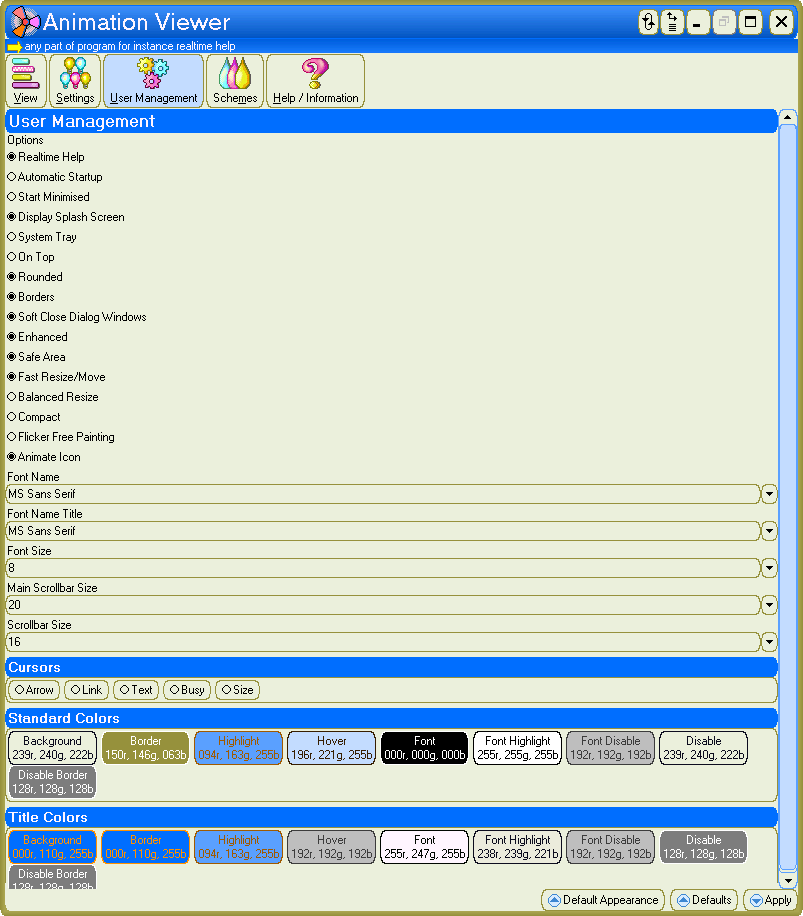 Animation Viewer
any part of program for instance realtime help
View Settings User Management Schemes Help / Information
User Management
Options
Realtime Help
Automatic Startup
Start Minimised
Display Splash Screen
System Tray
On Top
Rounded
Borders
Soft Close Dialog Windows
Enhanced
Safe Area
Fast Resize/Move
Balanced Resize
Compact
Flicker Free Painting
Animate Icon
Font Name
MS Sans Serif
Font Name Title
MS Sans Serif
Font Size
8
Main Scrollbar Size
20
Scrollbar Size
16
Cursors
Arrow Link Text Busy Size
Standard Colors
Background Border Highlight Hover Font Font Highlight Font Disable Disable
239r, 240g, 222b 150r, 146g, 063b 094r, 163g, 255b 196r, 221g, 255b 000r, 000g, 000b 255r, 255g, 255b 192r, 192g, 192b 239r, 240g, 222b
Disable Border
128r, 128g, 128b
Title Colors
Background Border Highlight Hover Font Font Highlight Font Disable Disable
000r, 110g, 255b 000r, 110g, 255b 094r, 163g, 255b 192r, 192g, 192b 255r, 247g, 255b 238r, 239g, 221b 192r, 192g, 192b 128r, 128g, 128b
Disable Border
128r, 128g, 128b
Default Appearance Defaults Apply